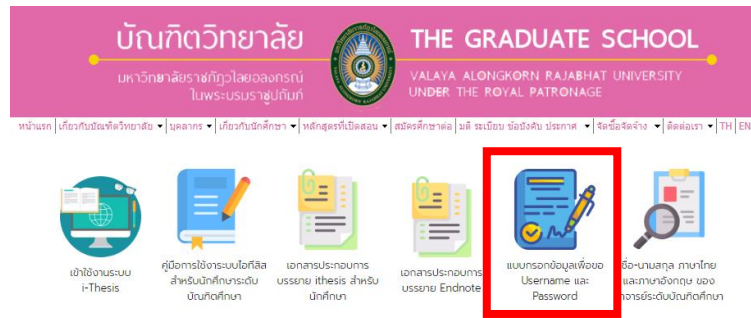 บัณฑิตวิทยาลัย
มหาวิทยาลัยราชภัฏวไลยอลงกรณ์
ในพระบรมราชูปถัมภ์
THE GRADUATE SCHOOL
VALAYA ALONGKORN RAJABHAT UNIVERSITY
UNDER THE ROYAL PATRONAGE
หน้าแรก เกี่ยวกับบัณฑิตวิทยาลัย บุคลากร เกี่ยวกับนักศึกษา หลักสูตรที่เปิดสอน สมัครศึกษาต่อ มติ ระเบียบ ข้อบังคับ ประกาศ จัดซื้อจัดจ้าง ติดต่อเรา TH EN
เข้าใช้งานระบบ
i-Thesis
คู่มือการใช้งาระบบไอทีสิส
สำหรับนักศึกษาระดับ
บัณฑิตศึกษา
เอกสารประกอบการ
บรรยาย ithesis สำหรับ
นักศึกษา
เอกสารประกอบการ
บรรยาย Endnote
แบบกรอกข้อมูลเพื่อขอ
Username และ
Password
ชื่อ-นามสกุล ภาษาไทย
และภาษาอังกฤษ ของ
อาจารย์ระดับบัณฑิตศึกษา